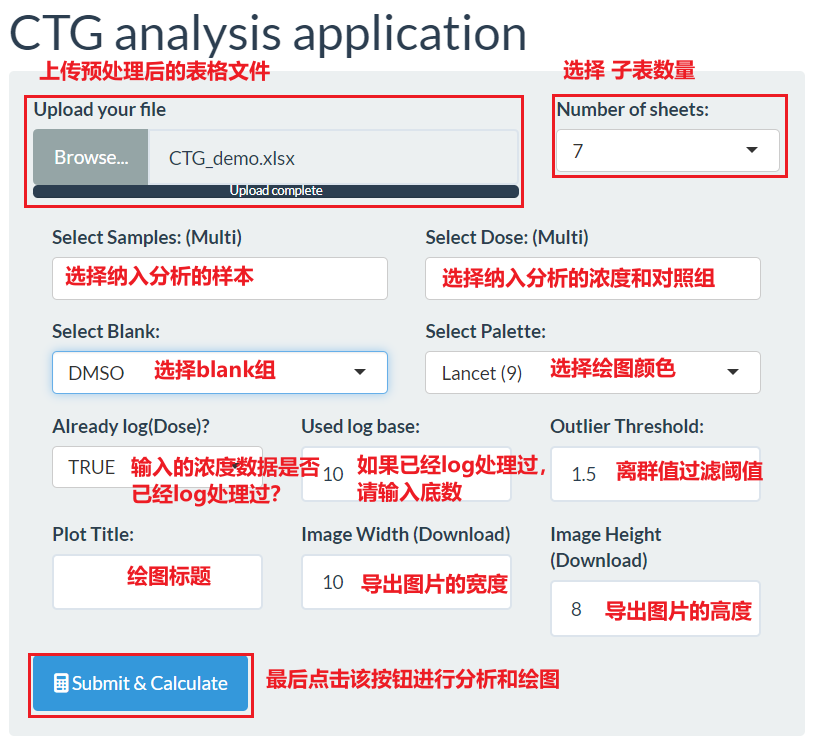 CTG analysis application
上传预处理后的表格文件
选择 子表数量
Upload your file
Number of sheets:
Browse...
CTG_demo.xlsx
7
Upload complete
Select Samples: (Multi)
Select Dose: (Multi)
选择纳入分析的样本
选择纳入分析的浓度和对照组
Select Blank:
Select Palette:
DMSO
选择blank组
Lancet (9)
选择绘图颜色
Already log(Dose)?
Used log base:
Outlier Threshold:
TRUE
输入的浓度数据是否
已经log处理过?
10
如果已经log处理过,
请输入底数
1.5
离群值过滤阈值
Plot Title:
Image Width (Download)
Image Height
(Download)
绘图标题
10
导出图片的宽度
8
导出图片的高度
Submit & Calculate
最后点击该按钮进行分析和绘图